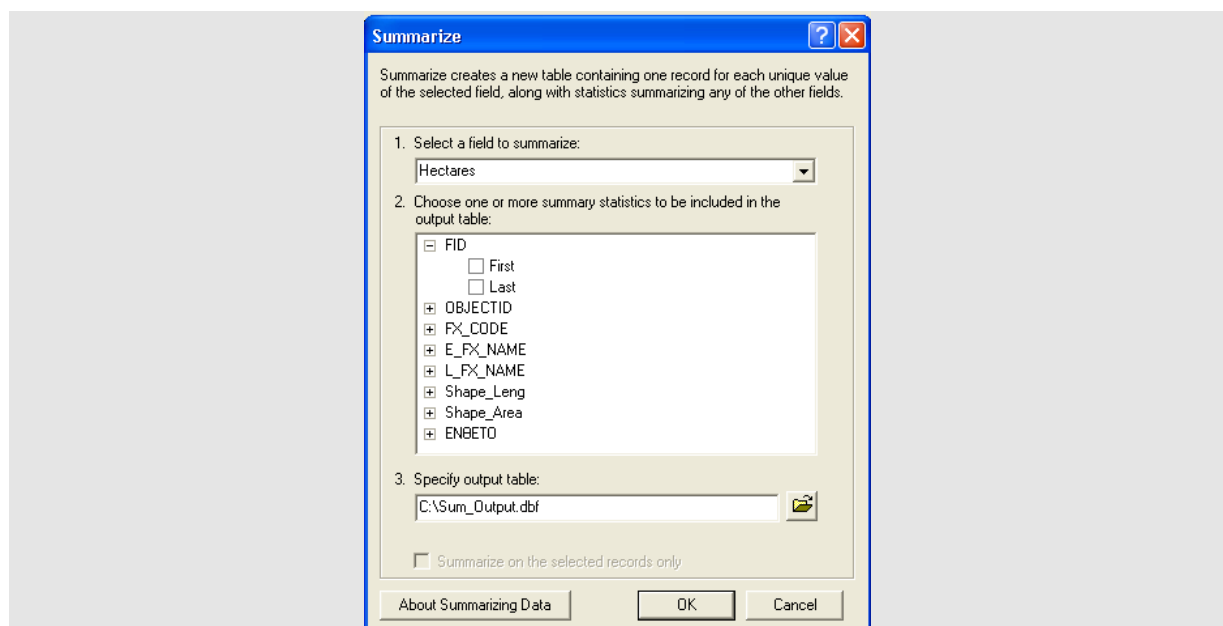 Summarize
Summarize creates a new table containing one record for each unique value
of the selected field, along with statistics summarizing any of the other fields.
1. Select a field to summarize:
Hectares
2. Choose one or more summary statistics to be included in the
output table:
FID
First
Last
OBJECTID
FX_CODE
E_FX_NAME
L_FX_NAME
Shape_Leng
Shape_Area
ΕΝΘΕΤΟ
3. Specify output table:
C:\Sum_Output.dbf
Summarize on the selected records only
About Summarizing Data
OK
Cancel